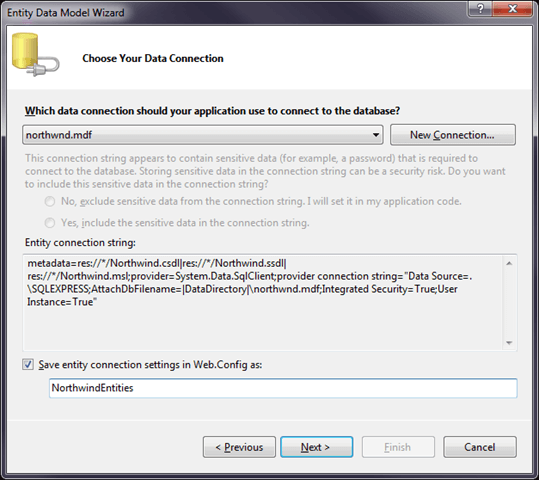 Entity Data Model Wizard
Choose Your Data Connection
Which data connection should your application use to connect to the database?
northwnd.mdf
New Connection...
This connection string appears to contain sensitive data (for example, a password) that is required to
connect to the database. Storing sensitive data in the connection string can be a security risk. Do you want
to include this sensitive data in the connection string?
No, exclude sensitive data from the connection string. I will set it in my application code.
Yes, include the sensitive data in the connection string.
Entity connection string:
metadata=res://*/Northwind.csdl|res://*/Northwind.ssdl|
res://*/Northwind.msl;provider=System.Data.SqlClient;provider connection string="Data Source=.
\SQLEXPRESS;AttachDbFilename=|DataDirectory|\northwnd.mdf;Integrated Security=True;User
Instance=True"
Save entity connection settings in Web.Config as:
NorthwindEntities
< Previous
Next >
Finish
Cancel